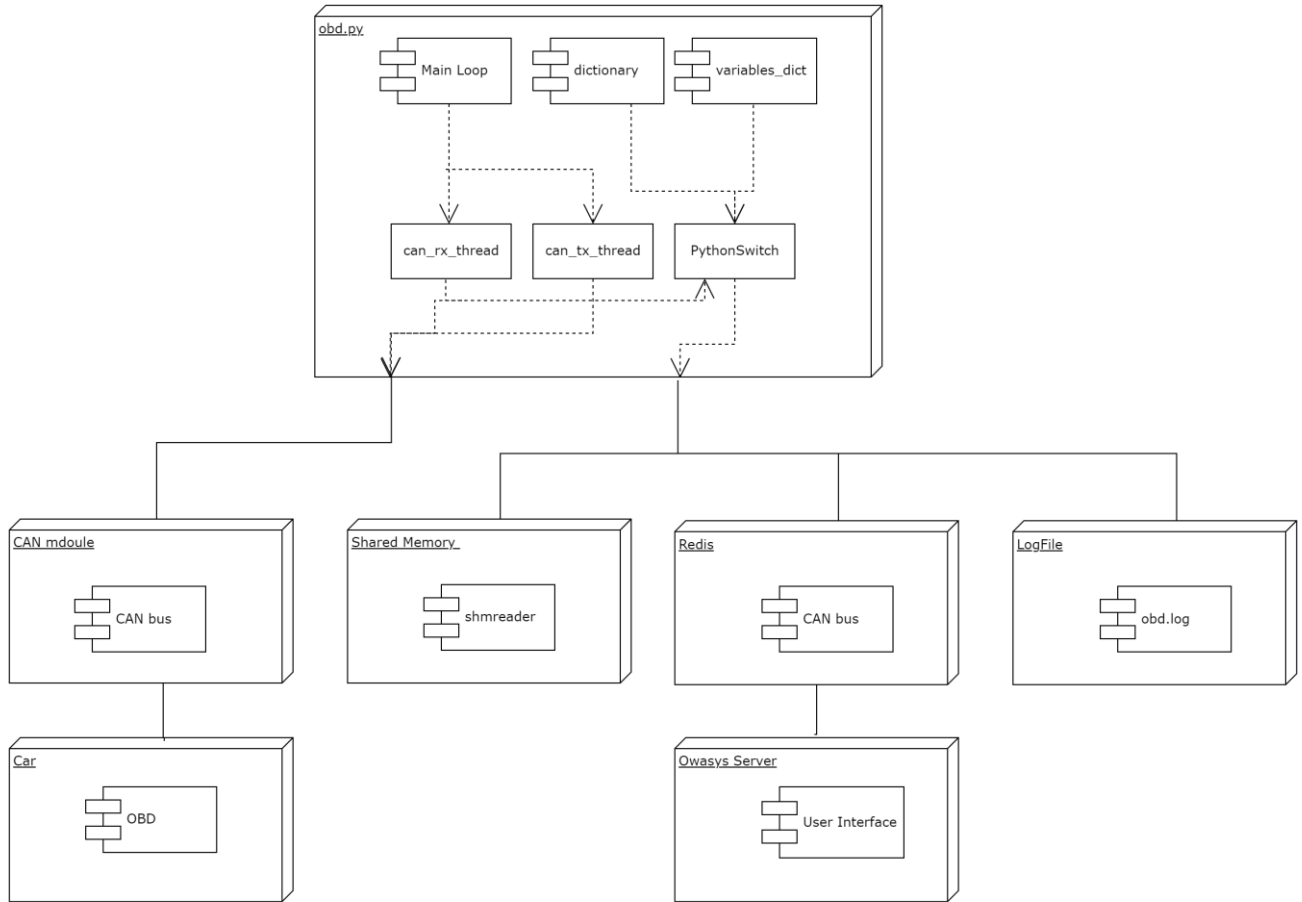 obd.py
Main Loop
dictionary
variables_dict
can_rx_thread
can_tx_thread
PythonSwitch
CAN mdoule
CAN bus
Shared Memory
shmreader
Redis
CAN bus
LogFile
obd.log
Car
OBD
Owasys Server
User Interface